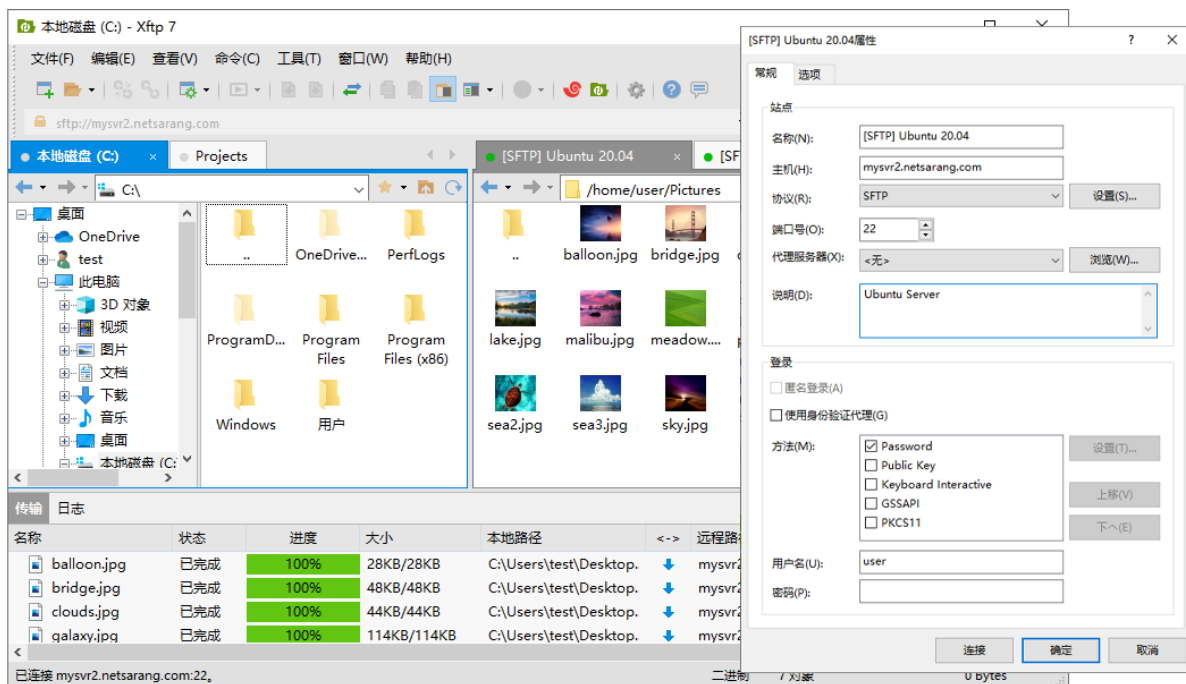 本地磁盘 (C:) - Xftp 7
文件(F) 编辑(E) 查看(V) 命令(C) 工具(T) 窗口(W) 帮助(H)
sftp://mysvr2.netsarang.com
本地磁盘 (C:) × Projects
C:\
桌面
OneDrive
test
此电脑
3D 对象
视频
图片
文档
下载
音乐
桌面
本地磁盘 (C:
.. OneDrive... PerfLogs
ProgramD... Program Files Program Files (x86)
Windows 用户
[SFTP] Ubuntu 20.04 × [SF
/home/user/Pictures
.. balloon.jpg bridge.jpg
lake.jpg malibu.jpg meadow....
sea2.jpg sea3.jpg sky.jpg
传输 日志
名称 状态 进度 大小 本地路径 <-> 远程路
balloon.jpg 已完成 100% 28KB/28KB C:\Users\test\Desktop.. mysvr2
bridge.jpg 已完成 100% 48KB/48KB C:\Users\test\Desktop.. mysvr2
clouds.jpg 已完成 100% 44KB/44KB C:\Users\test\Desktop.. mysvr2
galaxy.jpg 已完成 100% 114KB/114KB C:\Users\test\Desktop.. mysvr2
已连接 mysvr2.netsarang.com:22。 二进制 7 对象 0 Bytes
[SFTP] Ubuntu 20.04属性 ? ×
常规 选项
站点
名称(N): [SFTP] Ubuntu 20.04
主机(H): mysvr2.netsarang.com
协议(R): SFTP 设置(S)...
端口号(O): 22
代理服务器(X): <无> 浏览(W)...
说明(D): Ubuntu Server
登录
匿名登录(A)
使用身份验证代理(G)
方法(M): Password 设置(T)...
Public Key
Keyboard Interactive 上移(V)
GSSAPI
PKCS11 下へ(E)
用户名(U): user
密码(P):
连接 确定 取消